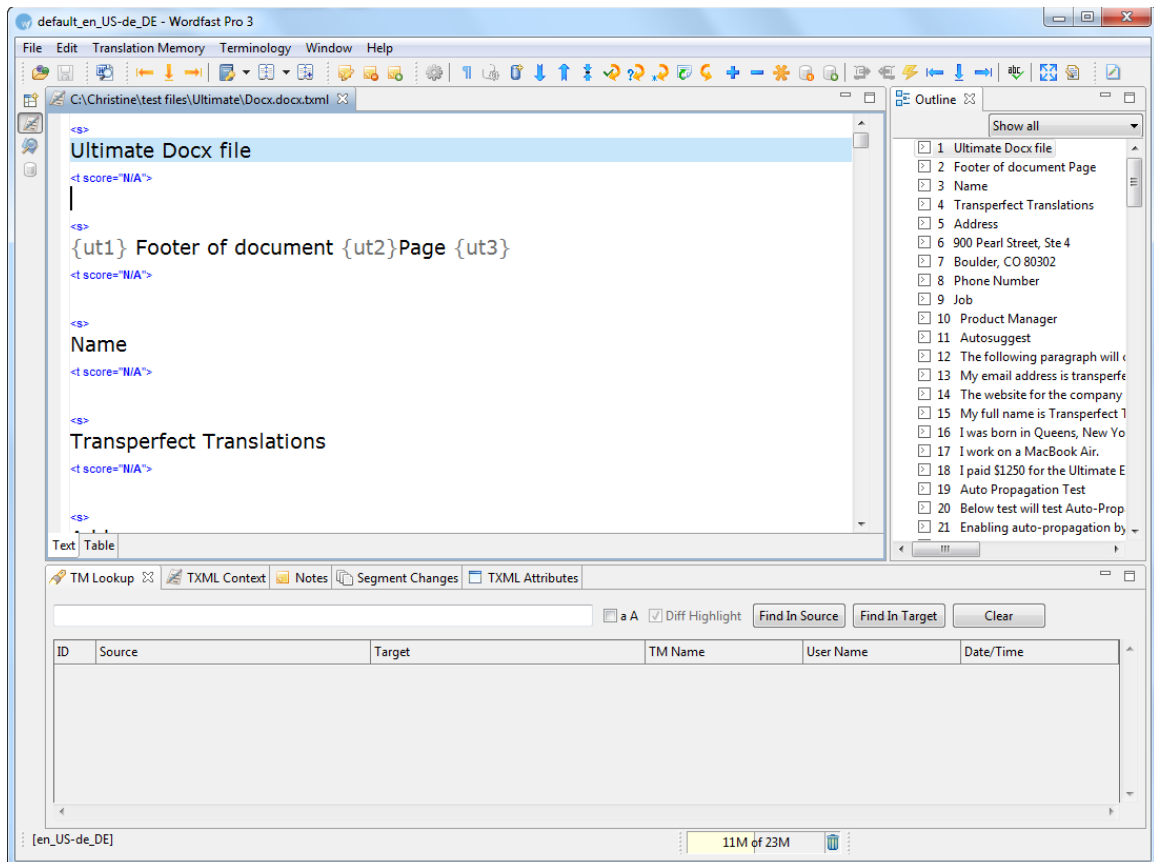 default_en_US-de_DE - Wordfast Pro 3
File Edit Translation Memory Terminology Window Help
C:\Christine\test files\Ultimate\Docx.docx.txml
<s>
Ultimate Docx file
<t score="N/A">
<s>
{ut1} Footer of document {ut2}Page {ut3}
<t score="N/A">
<s>
Name
<t score="N/A">
<s>
Transperfect Translations
<t score="N/A">
<s>
Text Table
Outline
Show all
1 Ultimate Docx file
2 Footer of document Page
3 Name
4 Transperfect Translations
5 Address
6 900 Pearl Street, Ste 4
7 Boulder, CO 80302
8 Phone Number
9 Job
10 Product Manager
11 Autosuggest
12 The following paragraph will
13 My email address is transperfe
14 The website for the company
15 My full name is Transperfect T
16 I was born in Queens, New Yo
17 I work on a MacBook Air.
18 I paid $1250 for the Ultimate E
19 Auto Propagation Test
20 Below test will test Auto-Prop
21 Enabling auto-propagation by
TM Lookup TXML Context Notes Segment Changes TXML Attributes
a A Diff Highlight Find In Source Find In Target Clear
ID Source Target TM Name User Name Date/Time
[en_US-de_DE]
11M of 23M